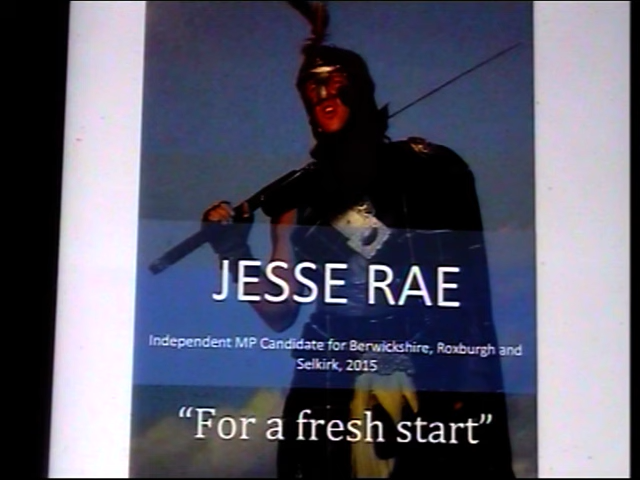 JESSE RAE
Independent MP Candidate for Berwickshire, Roxburgh and
Selkirk, 2015
“For a fresh start”